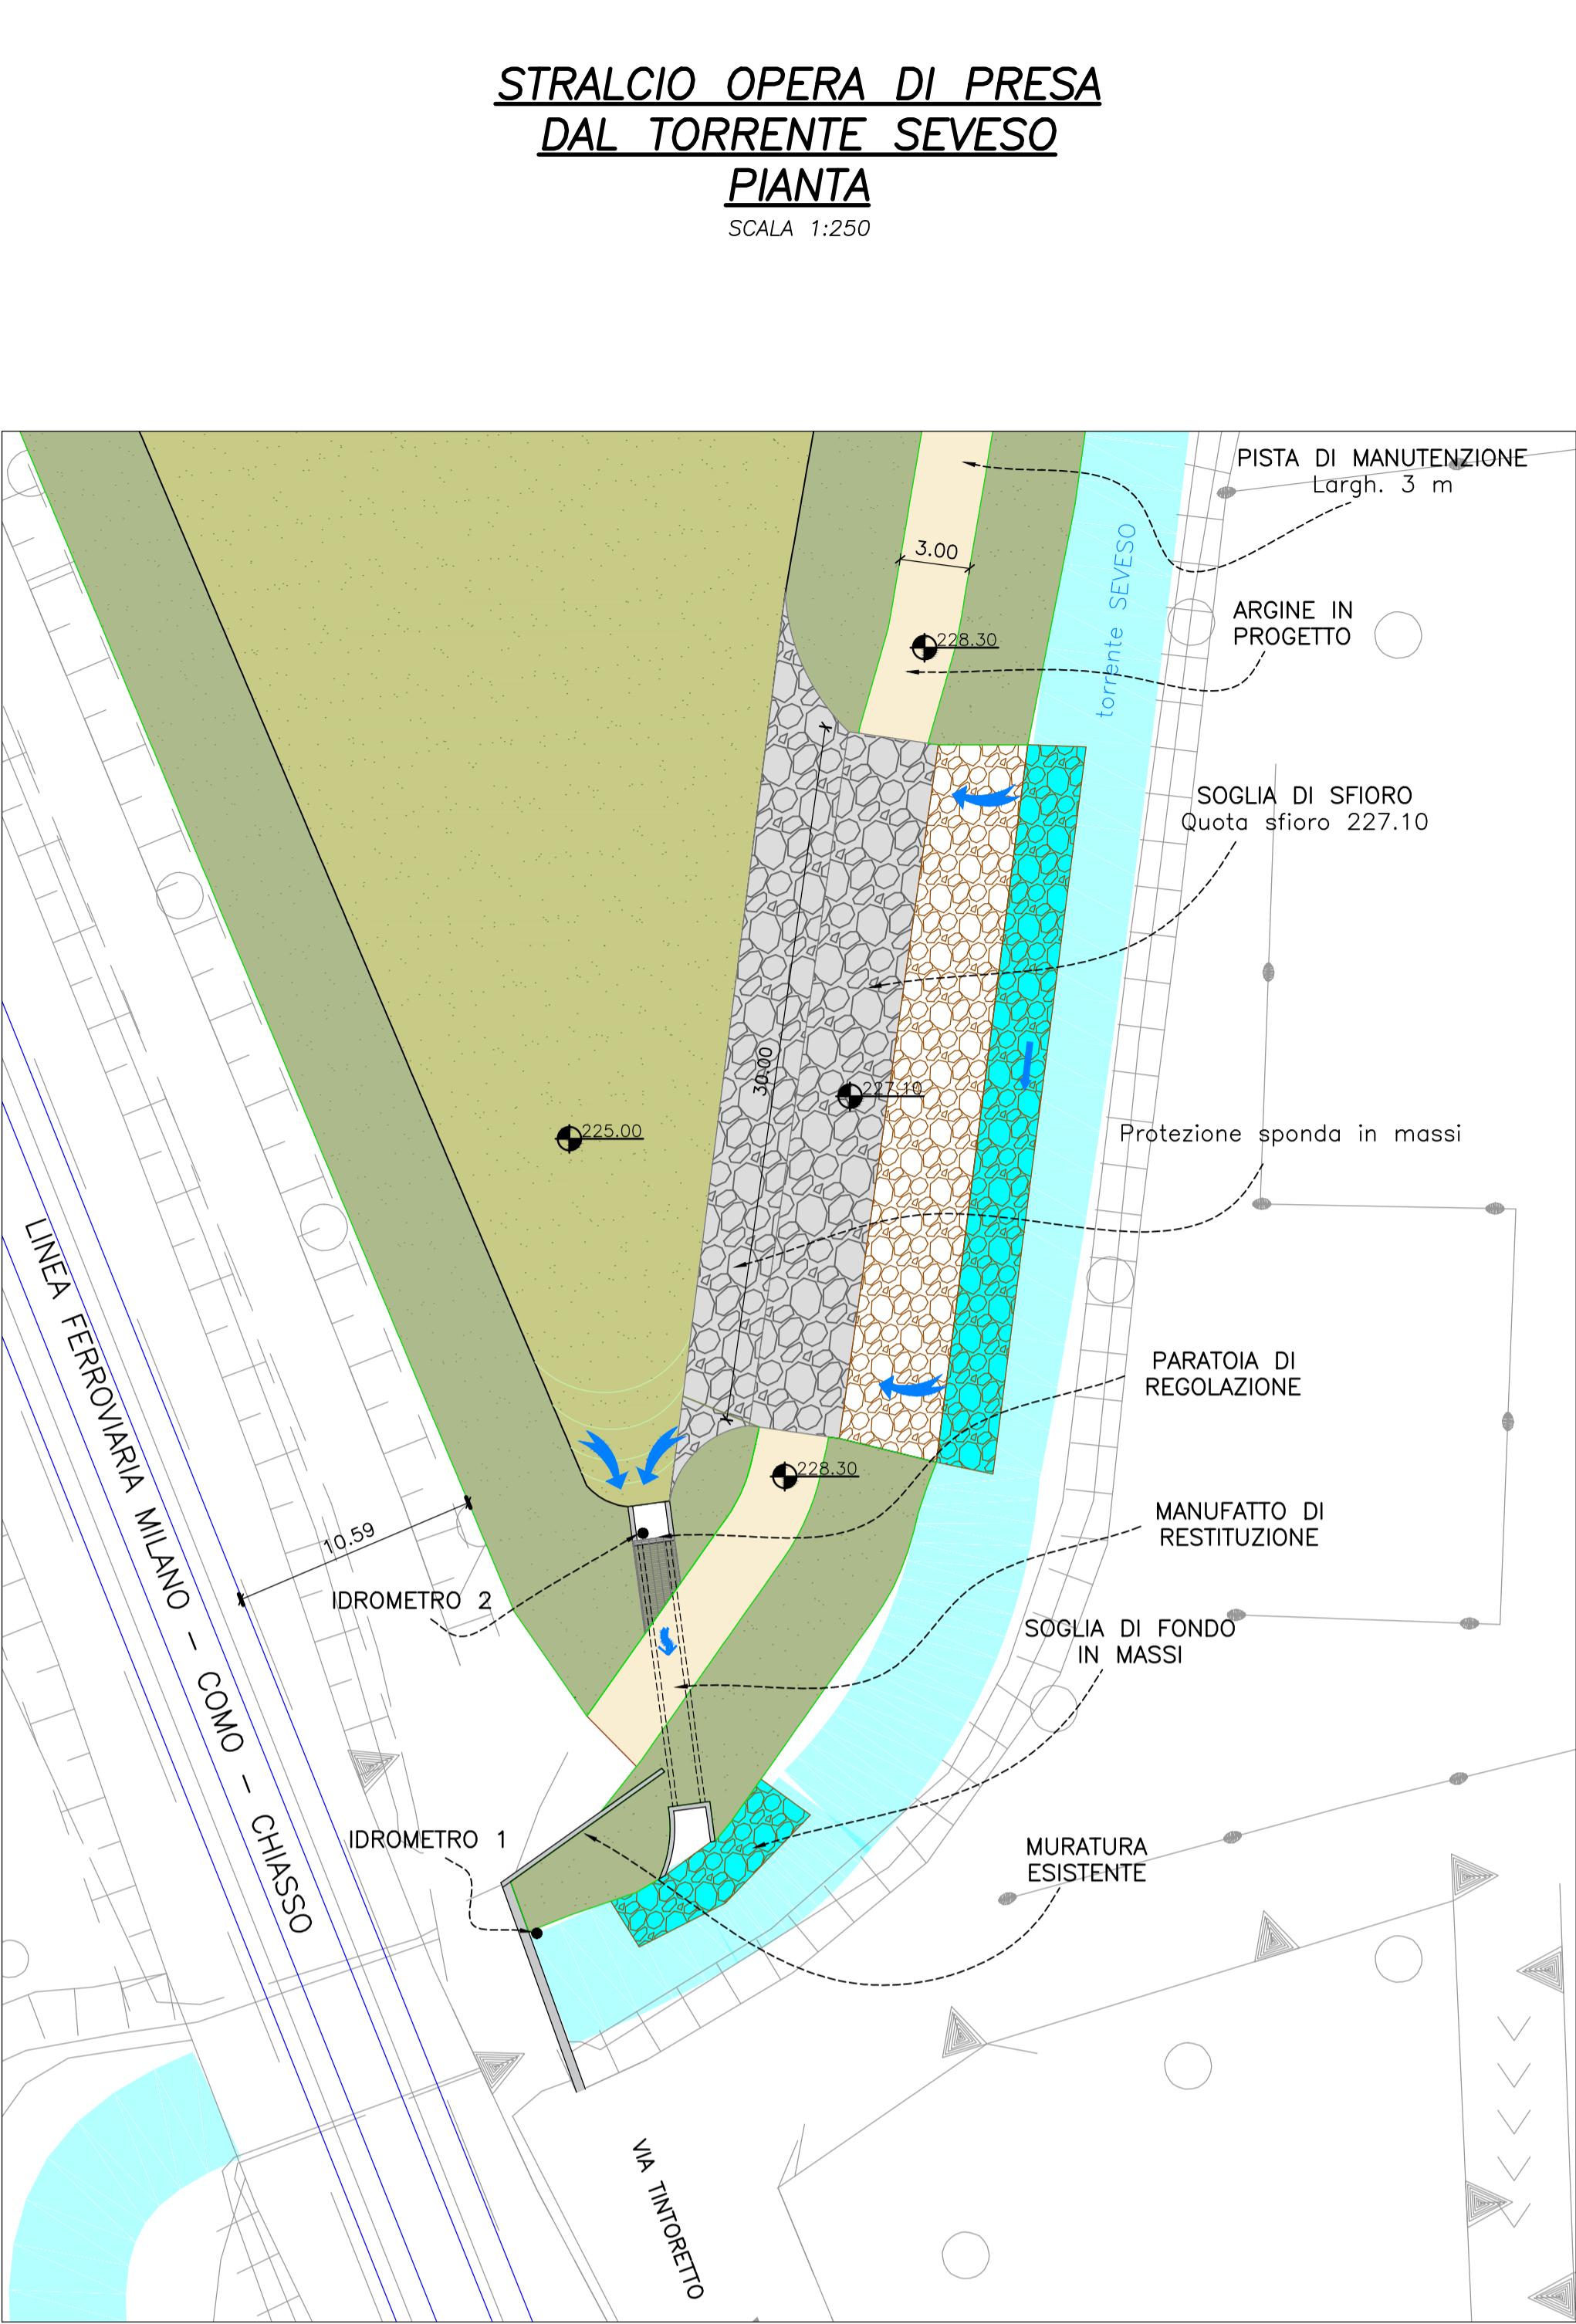 STRALCIO OPERA DI PRESA
DAL TORRENTE SEVESO
PIANTA
SCALA 1:250
PISTA DI MANUTENZIONE
Largh. 3 m
torrente SEVESO
3.00
ARGINE IN
PROGETTO
228.30
SOGLIA DI SFIORO
Quota sfioro 227.10
30.00
227.10
225.00
Protezione sponda in massi
LINEA FERROVIARIA MILANO - COMO - CHIASSO
PARATOIA DI
REGOLAZIONE
228.30
MANUFATTO DI
RESTITUZIONE
10.59
IDROMETRO 2
SOGLIA DI FONDO
IN MASSI
IDROMETRO 1
MURATURA
ESISTENTE
VIA TINTORETTO